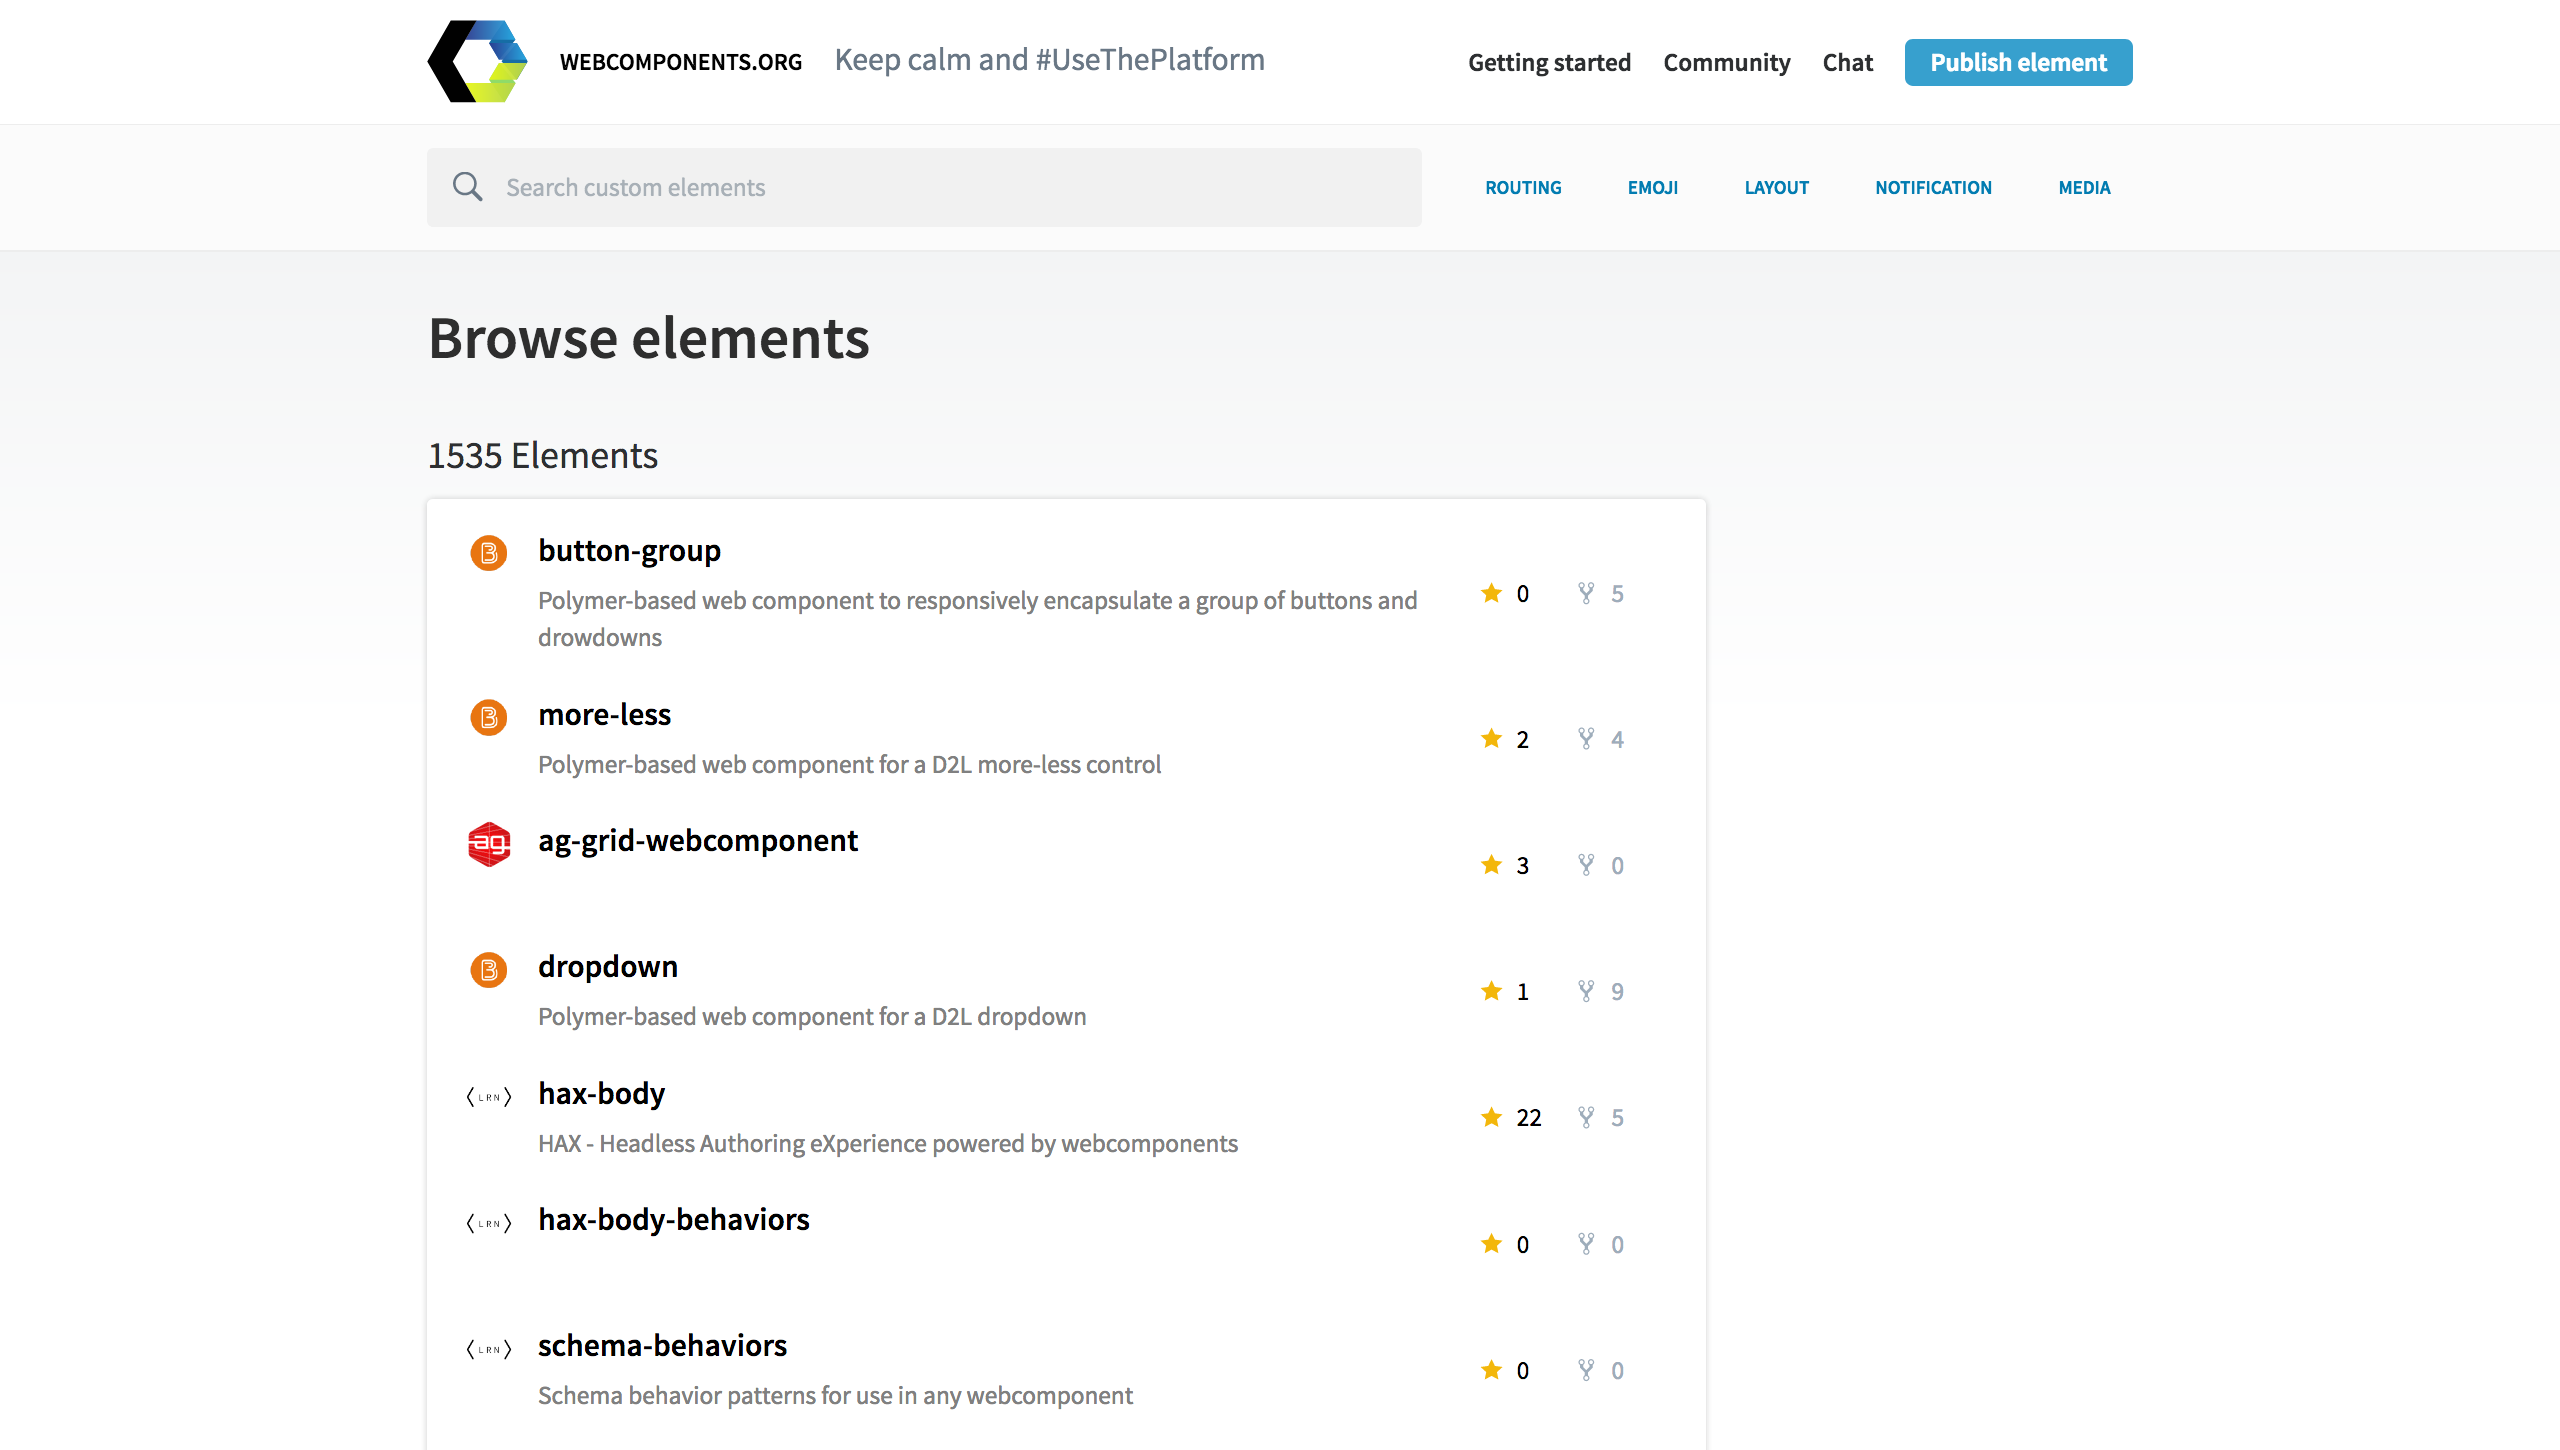 WEBCOMPONENTS.ORG Keep calm and #UseThePlatform Getting started Community Chat Publish element
Search custom elements ROUTING EMOJI LAYOUT NOTIFICATION MEDIA
Browse elements
1535 Elements
B button-group
Polymer-based web component to responsively encapsulate a group of buttons and
drowdowns
0 5
B more-less
Polymer-based web component for a D2L more-less control
2 4
ag ag-grid-webcomponent
3 0
B dropdown
Polymer-based web component for a D2L dropdown
1 9
LRN hax-body
HAX - Headless Authoring eXperience powered by webcomponents
22 5
LRN hax-body-behaviors
0 0
LRN schema-behaviors
Schema behavior patterns for use in any webcomponent
0 0